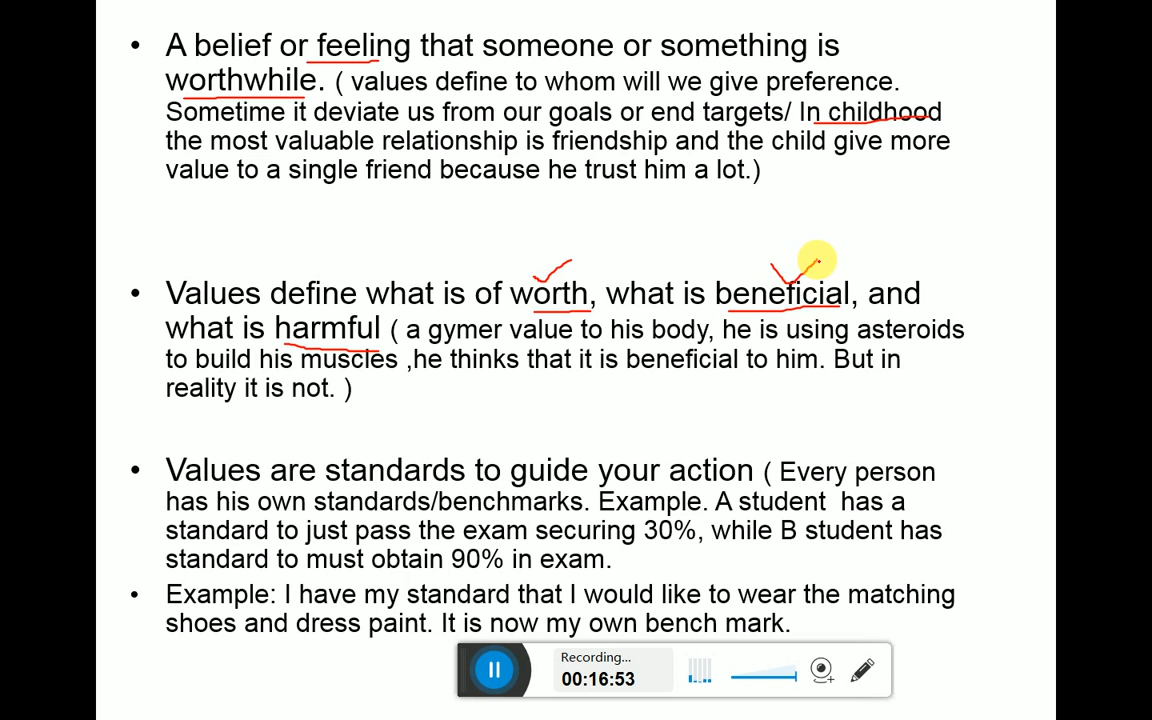 • A belief or feeling that someone or something is
worthwhile. ( values define to whom will we give preference.
Sometime it deviate us from our goals or end targets/ In childhood
the most valuable relationship is friendship and the child give more
value to a single friend because he trust him a lot.)
• Values define what is of worth, what is beneficial, and
what is harmful ( a gymer value to his body, he is using asteroids
to build his muscles ,he thinks that it is beneficial to him. But in
reality it is not. )
• Values are standards to guide your action ( Every person
has his own standards/benchmarks. Example. A student  has a
standard to just pass the exam securing 30%, while B student has
standard to must obtain 90% in exam.
• Example: I have my standard that I would like to wear the matching
shoes and dress paint. It is now my own bench mark.
Recording...
00:16:53